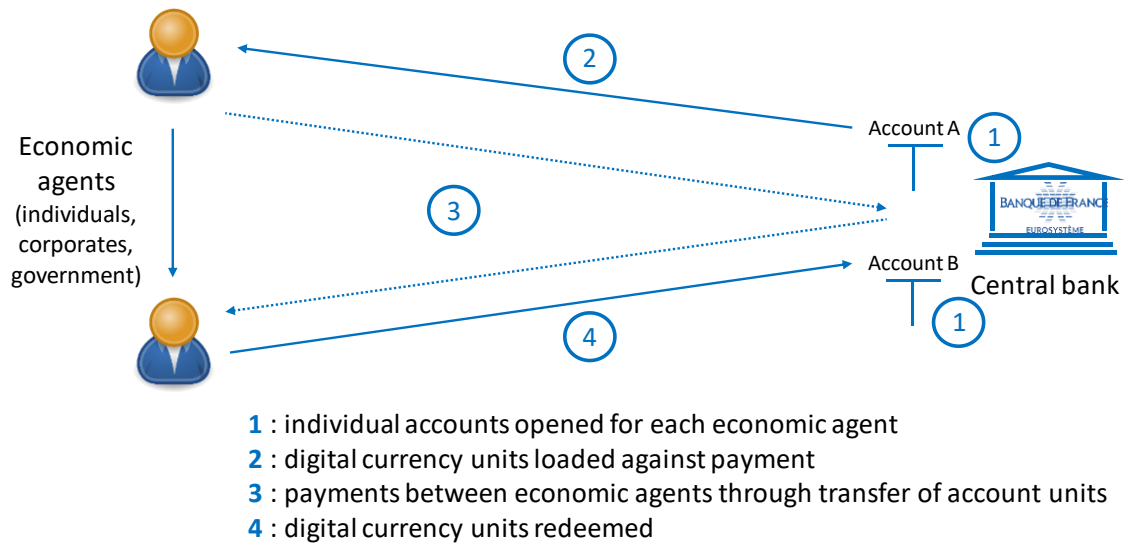 2
Account A
1
Economic
agents
(individuals,
corporates,
government)
3
BANQUE DE FRANCE
EUROSYSTÈME
Account B
Central bank
1
4
1 : individual accounts opened for each economic agent
2 : digital currency units loaded against payment
3 : payments between economic agents through transfer of account units
4 : digital currency units redeemed